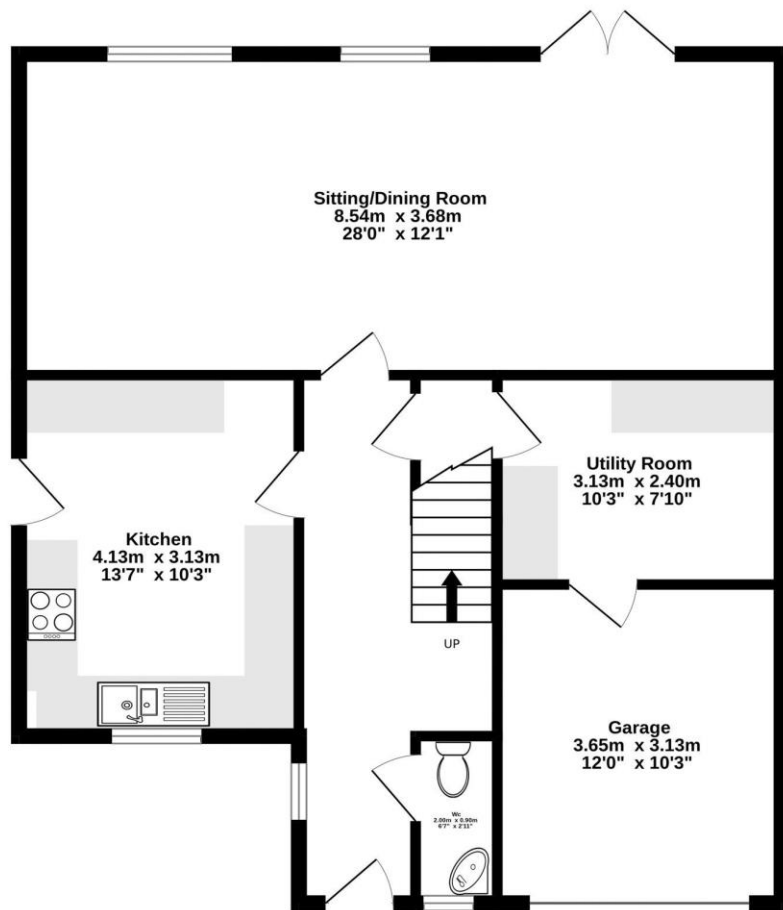 Sitting/Dining Room
8.54m x 3.68m
28'0" x 12'1"
Utility Room
3.13m x 2.40m
10'3" x 7'10"
Kitchen
4.13m x 3.13m
13'7" x 10'3"
UP
Garage
3.65m x 3.13m
12'0" x 10'3"
Wc
2.00m x 0.90m
6'7" x 2'11"